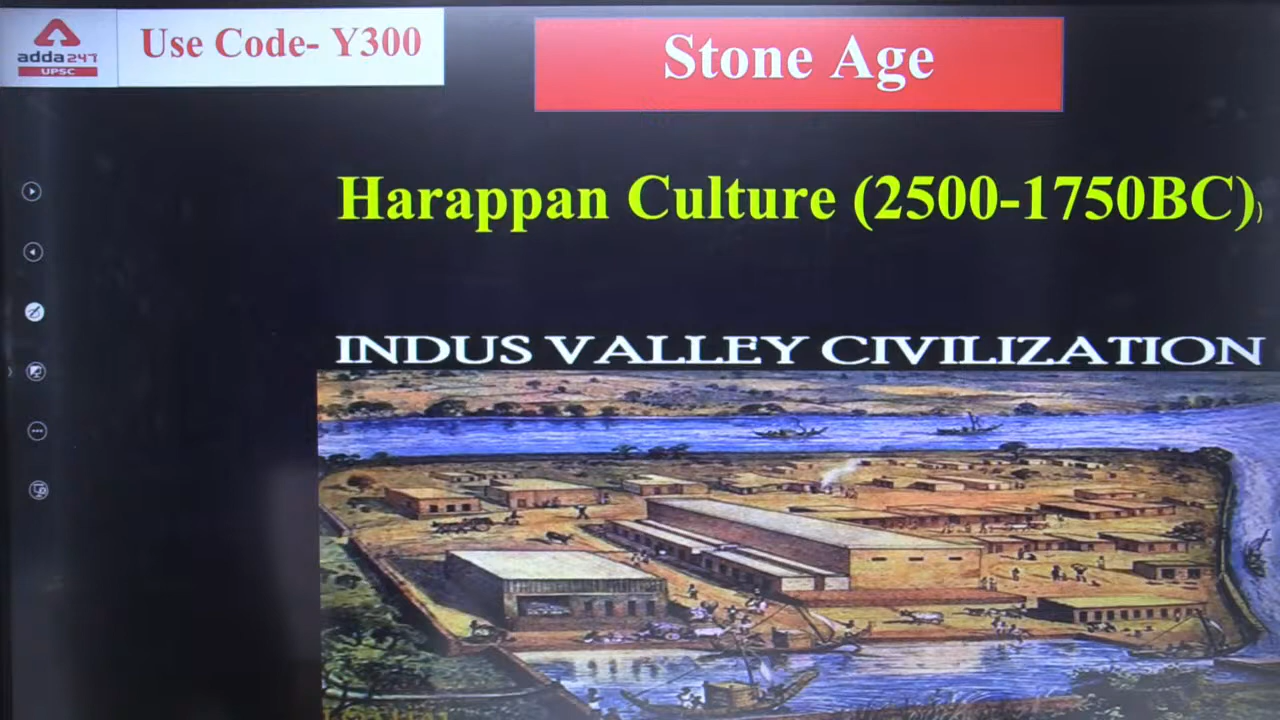 adda247
UPSC
Use Code- Y300
Stone Age
Harappan Culture (2500-1750BC))
INDUS VALLEY CIVILIZATION